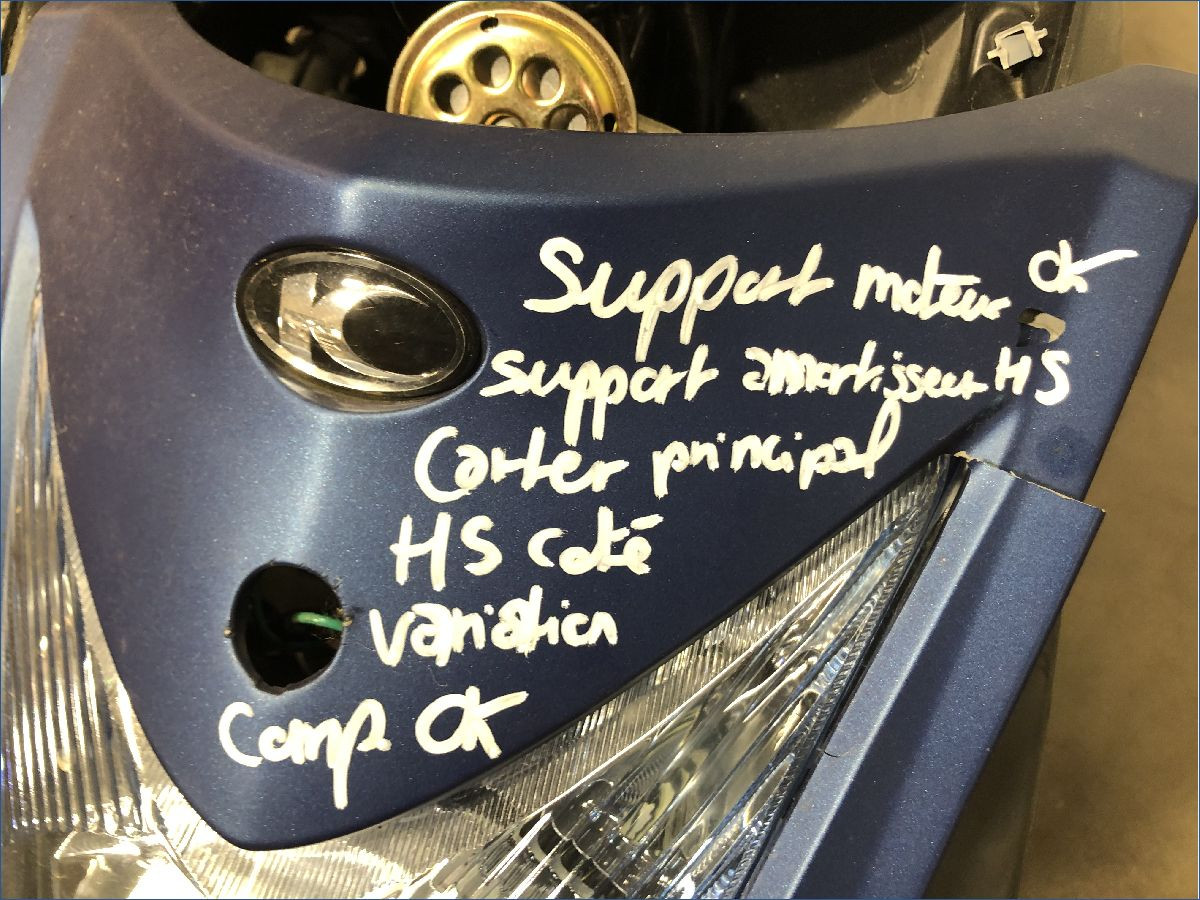 Support moteur OK
support amortisseur HS
Carter principal
HS coté
variation
Comp. OK
K